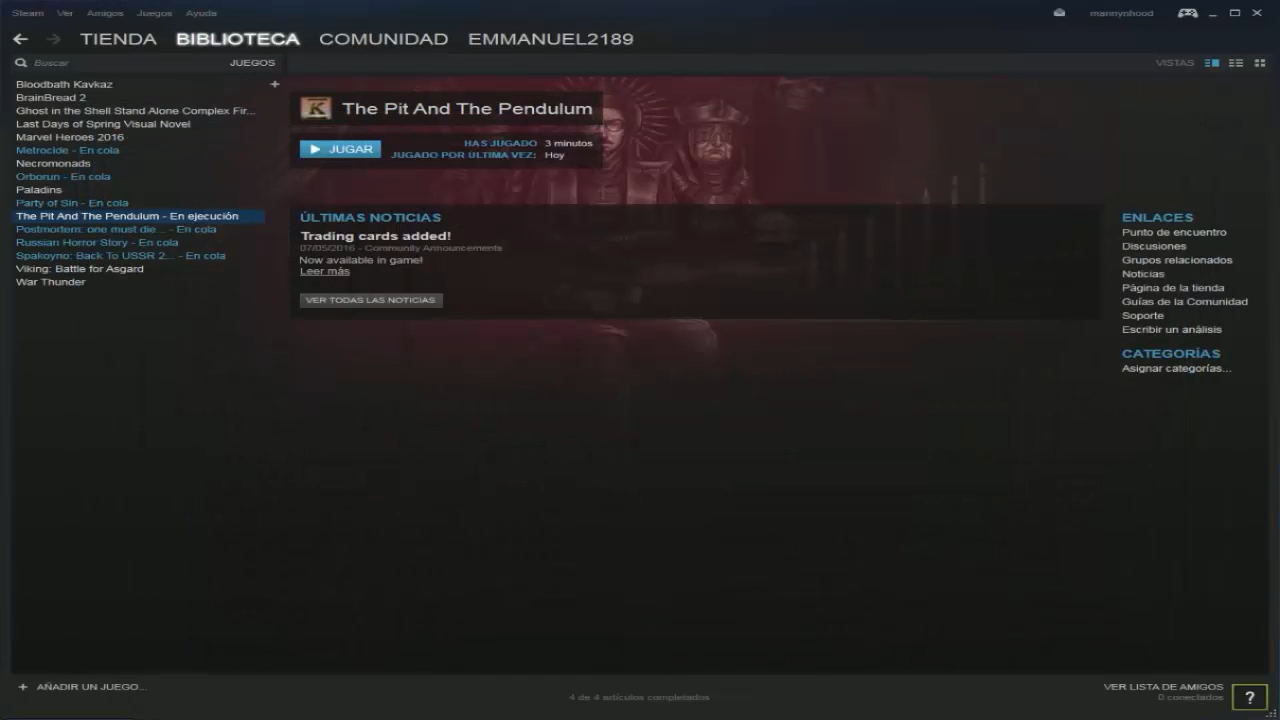 Steam Ver Amigos Juegos Ayuda
mannynhood
TIENDA BIBLIOTECA COMUNIDAD EMMANUEL2189
Buscar JUEGOS
VISTAS
Bloodbath Kavkaz
BrainBread 2
Ghost in the Shell Stand Alone Complex Fir...
Last Days of Spring Visual Novel
Marvel Heroes 2016
Metrocide - En cola
Necromonads
Orborun - En cola
Paladins
Party of Sin - En cola
The Pit And The Pendulum - En ejecución
Postmortem: one must die... - En cola
Russian Horror Story - En cola
Spakoyno: Back To USSR 2... - En cola
Viking: Battle for Asgard
War Thunder
K
The Pit And The Pendulum
JUGAR
HAS JUGADO 3 minutos
JUGADO POR ÚLTIMA VEZ: Hoy
ÚLTIMAS NOTICIAS
Trading cards added!
07/05/2016 - Community Announcements
Now available in game!
Leer más
VER TODAS LAS NOTICIAS
ENLACES
Punto de encuentro
Discusiones
Grupos relacionados
Noticias
Página de la tienda
Guías de la Comunidad
Soporte
Escribir un análisis
CATEGORÍAS
Asignar categorías...
+ AÑADIR UN JUEGO...
4 de 4 artículos completados
VER LISTA DE AMIGOS
0 conectados
?